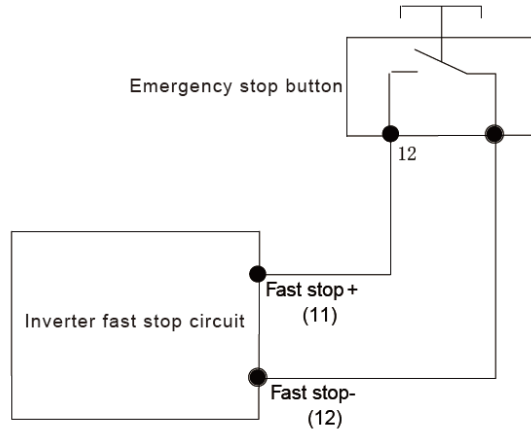 Emergency stop button
12
Fast stop +
(11)
Inverter fast stop circuit
Fast stop-
(12)